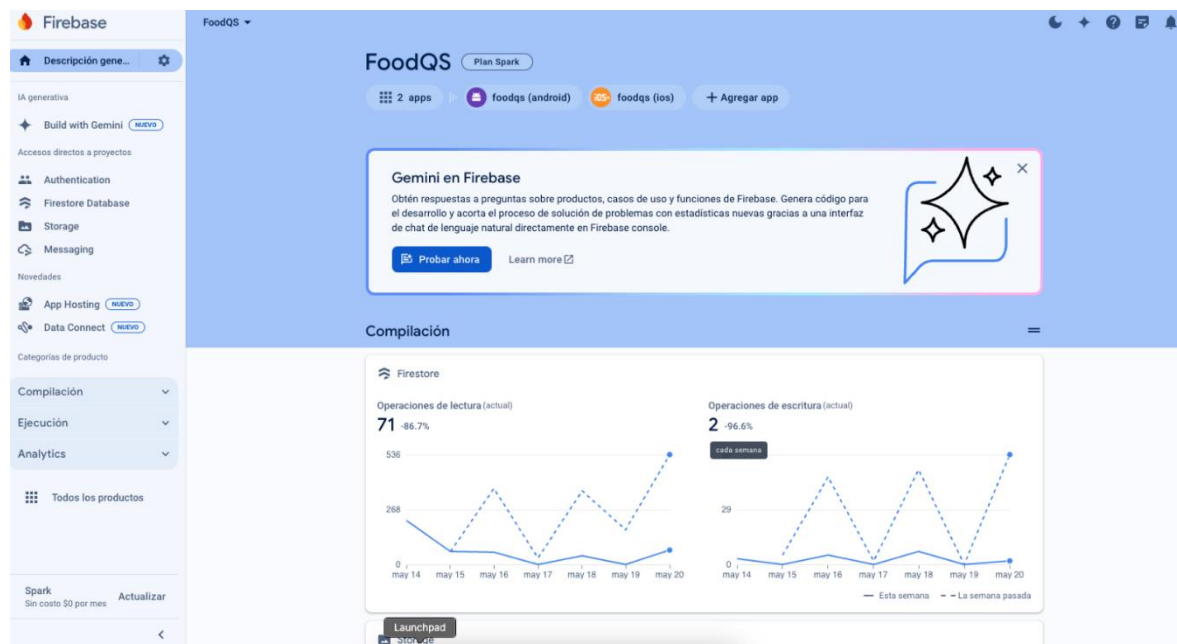 Firebase
FoodQS
Descripción gene...
IA generativa
Build with Gemini NUEVO
Accesos directos a proyectos
Authentication
Firestore Database
Storage
Messaging
Novedades
App Hosting NUEVO
Data Connect NUEVO
Categorías de producto
Compilación
Ejecución
Analytics
Todos los productos
Spark
Sin costo $0 por mes
Actualizar
FoodQS Plan Spark
2 apps
foodqs (android)
iOS+ foodqs (ios)
+ Agregar app
Gemini en Firebase
Obtén respuestas a preguntas sobre productos, casos de uso y funciones de Firebase. Genera código para
el desarrollo y acorta el proceso de solución de problemas con estadísticas nuevas gracias a una interfaz
de chat de lenguaje natural directamente en Firebase console.
Probar ahora
Learn more
Compilación
Firestore
Operaciones de lectura (actual)
71 -86.7%
536
268
0
may 14 may 15 may 16 may 17 may 18 may 19 may 20
Operaciones de escritura (actual)
2 -96.6%
cada semana
29
0
may 14 may 15 may 16 may 17 may 18 may 19 may 20
Esta semana
La semana pasada
Launchpad
Storage